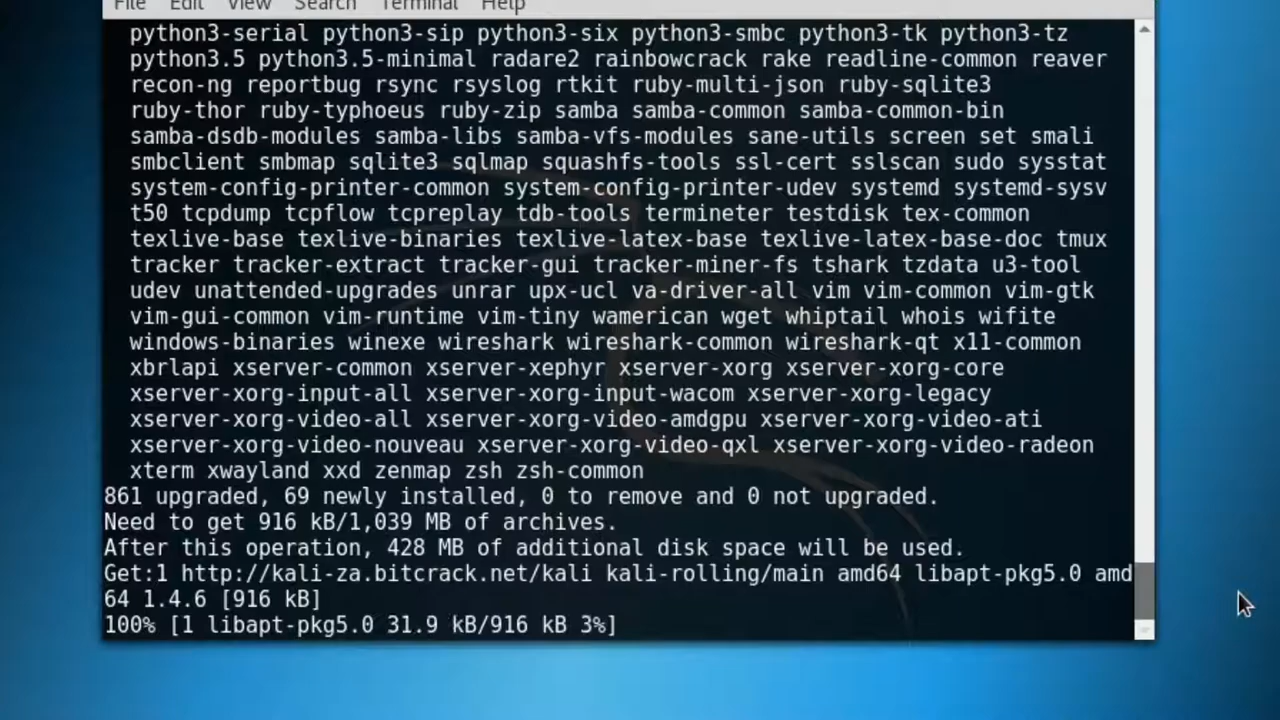 File Edit View Search Terminal Help
python3-serial python3-sip python3-six python3-smbc python3-tk python3-tz
python3.5 python3.5-minimal radare2 rainbowcrack rake readline-common reaver
recon-ng reportbug rsync rsyslog rtkit ruby-multi-json ruby-sqlite3
ruby-thor ruby-typhoeus ruby-zip samba samba-common samba-common-bin
samba-dsdb-modules samba-libs samba-vfs-modules sane-utils screen set smali
smbclient smbmap sqlite3 sqlmap squashfs-tools ssl-cert sslscan sudo sysstat
system-config-printer-common system-config-printer-udev systemd systemd-sysv
t50 tcpdump tcpflow tcpreplay tdb-tools termineter testdisk tex-common
texlive-base texlive-binaries texlive-latex-base texlive-latex-base-doc tmux
tracker tracker-extract tracker-gui tracker-miner-fs tshark tzdata u3-tool
udev unattended-upgrades unrar upx-ucl va-driver-all vim vim-common vim-gtk
vim-gui-common vim-runtime vim-tiny wamerican wget whiptail whois wifite
windows-binaries winexe wireshark wireshark-common wireshark-qt x11-common
xbrlapi xserver-common xserver-xephyr xserver-xorg xserver-xorg-core
xserver-xorg-input-all xserver-xorg-input-wacom xserver-xorg-legacy
xserver-xorg-video-all xserver-xorg-video-amdgpu xserver-xorg-video-ati
xserver-xorg-video-nouveau xserver-xorg-video-qxl xserver-xorg-video-radeon
xterm xwayland xxd zenmap zsh zsh-common
861 upgraded, 69 newly installed, 0 to remove and 0 not upgraded.
Need to get 916 kB/1,039 MB of archives.
After this operation, 428 MB of additional disk space will be used.
Get:1 http://kali-za.bitcrack.net/kali kali-rolling/main amd64 libapt-pkg5.0 amd
64 1.4.6 [916 kB]
100% [1 libapt-pkg5.0 31.9 kB/916 kB 3%]